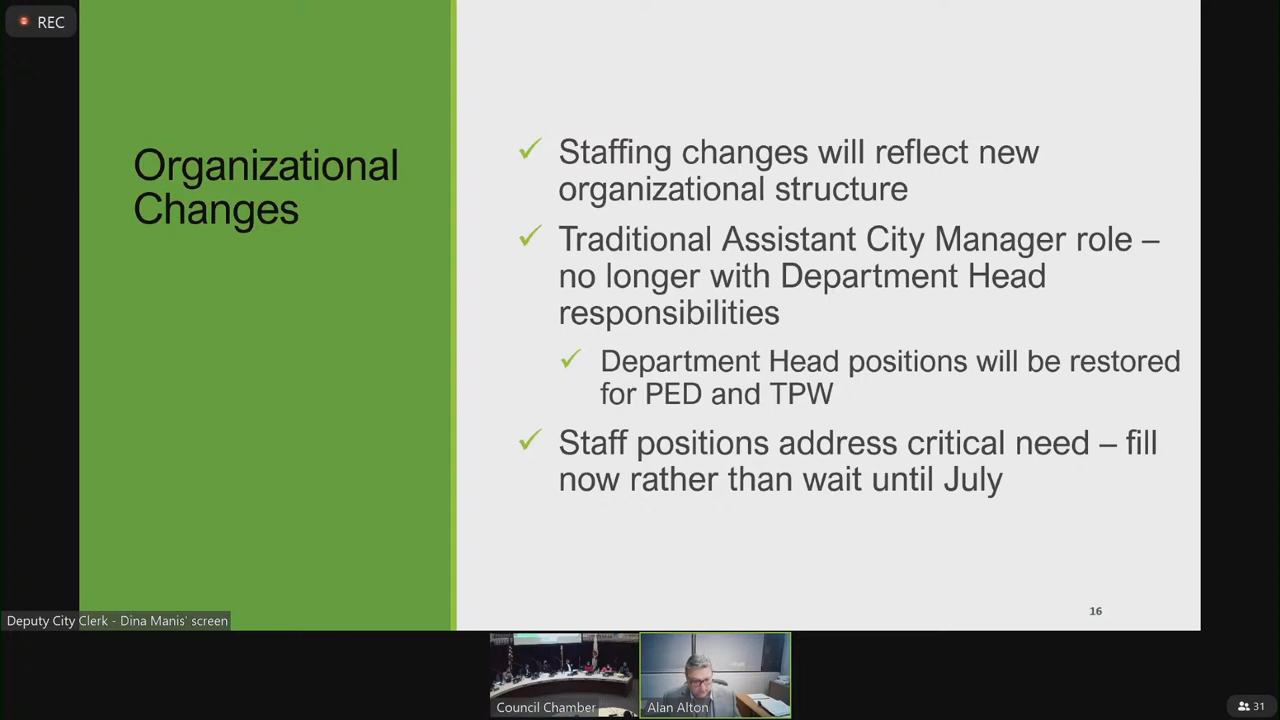 REC
Organizational
Changes
✓ Staffing changes will reflect new
organizational structure
✓ Traditional Assistant City Manager role –
no longer with Department Head
responsibilities
✓ Department Head positions will be restored
for PED and TPW
✓ Staff positions address critical need – fill
now rather than wait until July
16
Deputy City Clerk - Dina Manis' screen
Council Chamber
Alan Alton
31